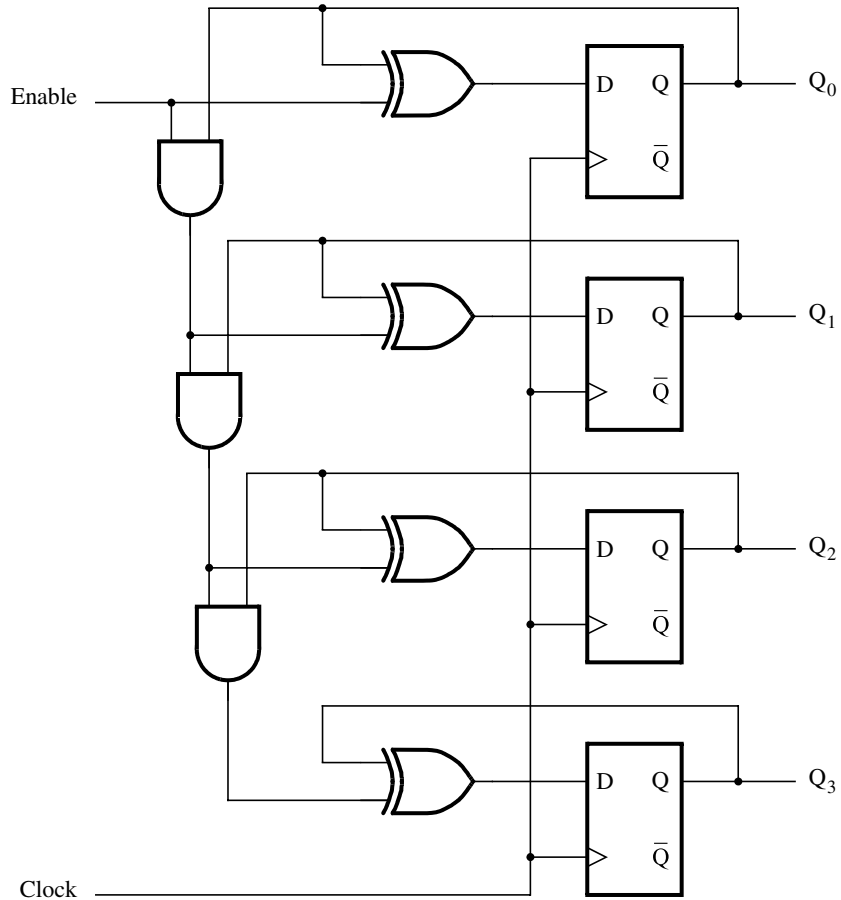 D Q Q₀
Enable
Q̅
D Q Q₁
Q̅
D Q Q₂
Q̅
D Q Q₃
Q̅
Clock